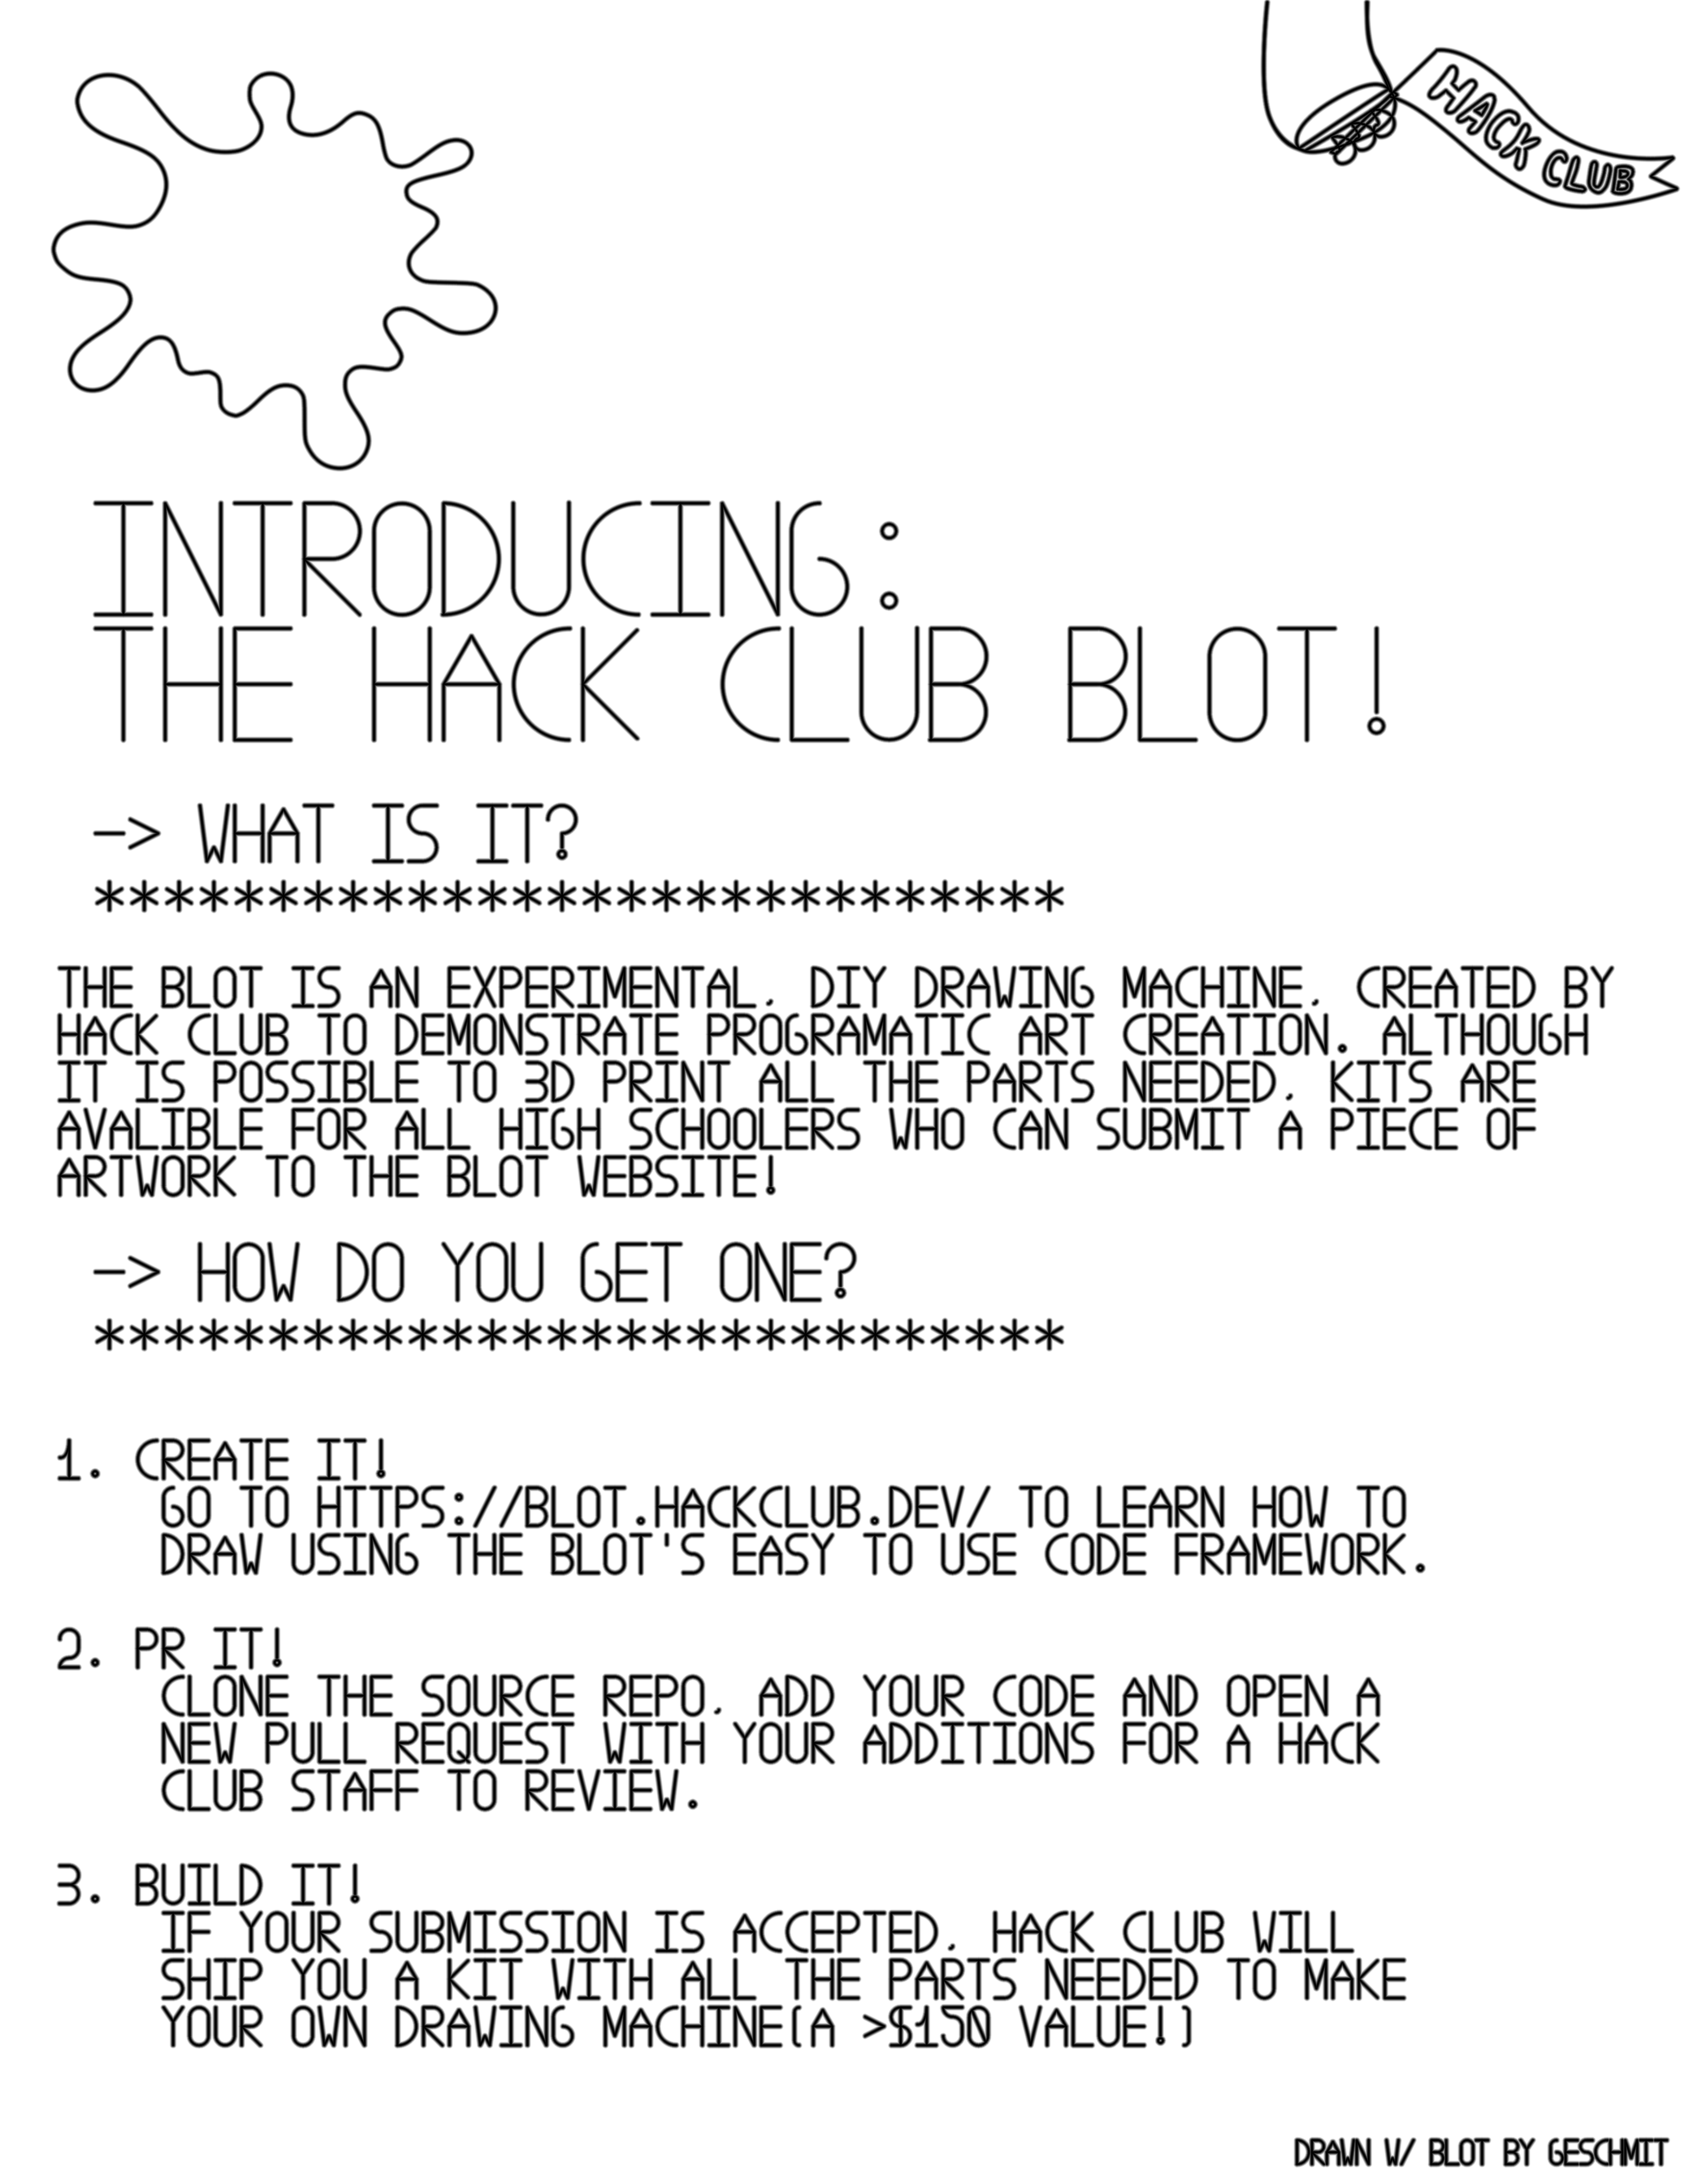 HACK CLUB
INTRODUCING:
THE HACK CLUB BLOT!
-> WHAT IS IT?
****************************
THE BLOT IS AN EXPERIMENTAL, DIY DRAWING MACHINE, CREATED BY
HACK CLUB TO DEMONSTRATE PROGRAMATIC ART CREATION. ALTHOUGH
IT IS POSSIBLE TO 3D PRINT ALL THE PARTS NEEDED, KITS ARE
AVALIBLE FOR ALL HIGH SCHOOLERS WHO CAN SUBMIT A PIECE OF
ARTWORK TO THE BLOT WEBSITE!
-> HOW DO YOU GET ONE?
****************************
1. CREATE IT!
GO TO HTTPS://BLOT.HACKCLUB.DEV/ TO LEARN HOW TO
DRAW USING THE BLOT'S EASY TO USE CODE FRAMEWORK.
2. PR IT!
CLONE THE SOURCE REPO, ADD YOUR CODE AND OPEN A
NEW PULL REQUEST WITH YOUR ADDITIONS FOR A HACK
CLUB STAFF TO REVIEW.
3. BUILD IT!
IF YOUR SUBMISSION IS ACCEPTED, HACK CLUB WILL
SHIP YOU A KIT WITH ALL THE PARTS NEEDED TO MAKE
YOUR OWN DRAWING MACHINE(A >$150 VALUE!)
DRAWN W/ BLOT BY GESCHMIT